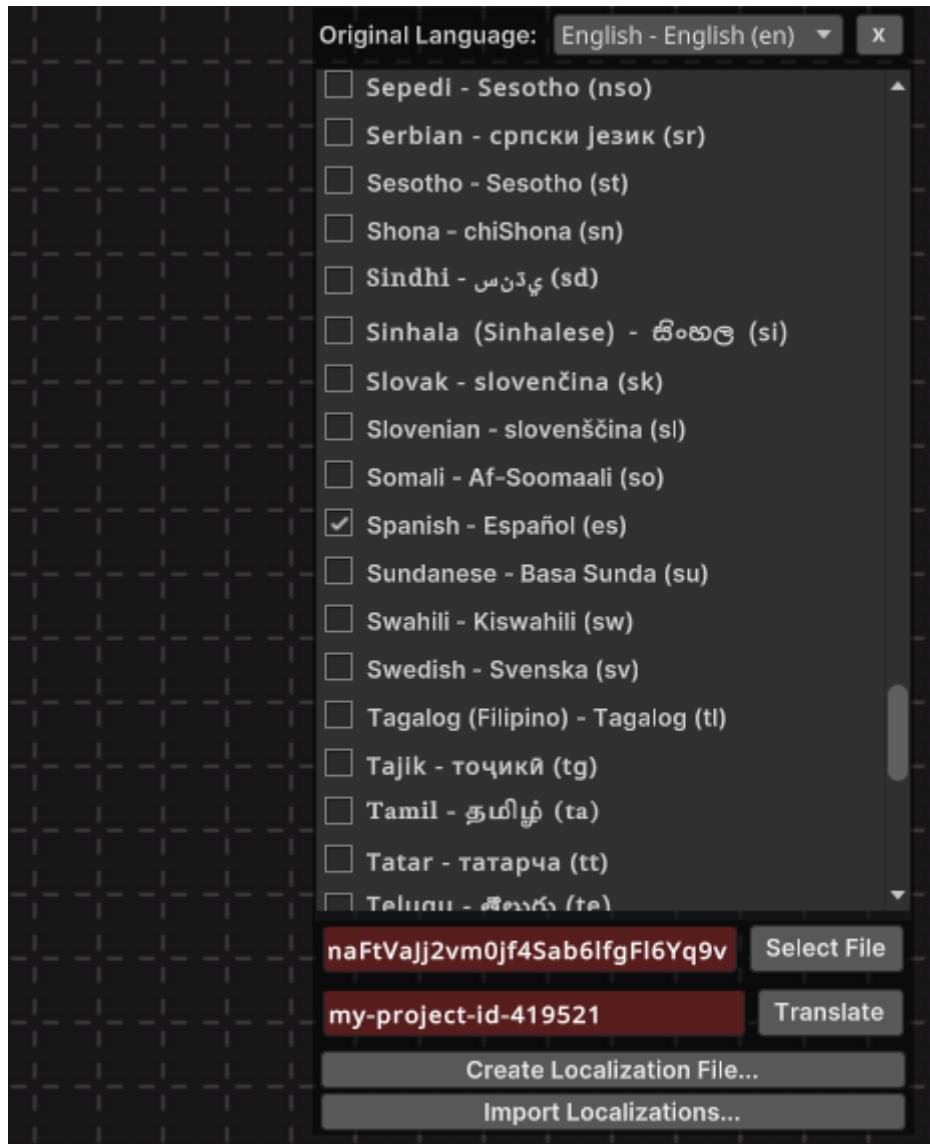 Original Language: English - English (en) x
Sepedi - Sesotho (nso)
Serbian - српски језик (sr)
Sesotho - Sesotho (st)
Shona - chiShona (sn)
Sindhi - (sd)
Sinhala (Sinhalese) - සිංහල (si)
Slovak - slovenčina (sk)
Slovenian - slovenščina (sl)
Somali - Af-Soomaali (so)
Spanish - Español (es)
Sundanese - Basa Sunda (su)
Swahili - Kiswahili (sw)
Swedish - Svenska (sv)
Tagalog (Filipino) - Tagalog (tl)
Tajik - тоҷикӣ (tg)
Tamil - தமிழ் (ta)
Tatar - татарча (tt)
Telugu - తెలుగు (te)
naFtVaJj2vm0jf4Sab6lfgFl6Yq9v Select File
my-project-id-419521 Translate
Create Localization File...
Import Localizations...